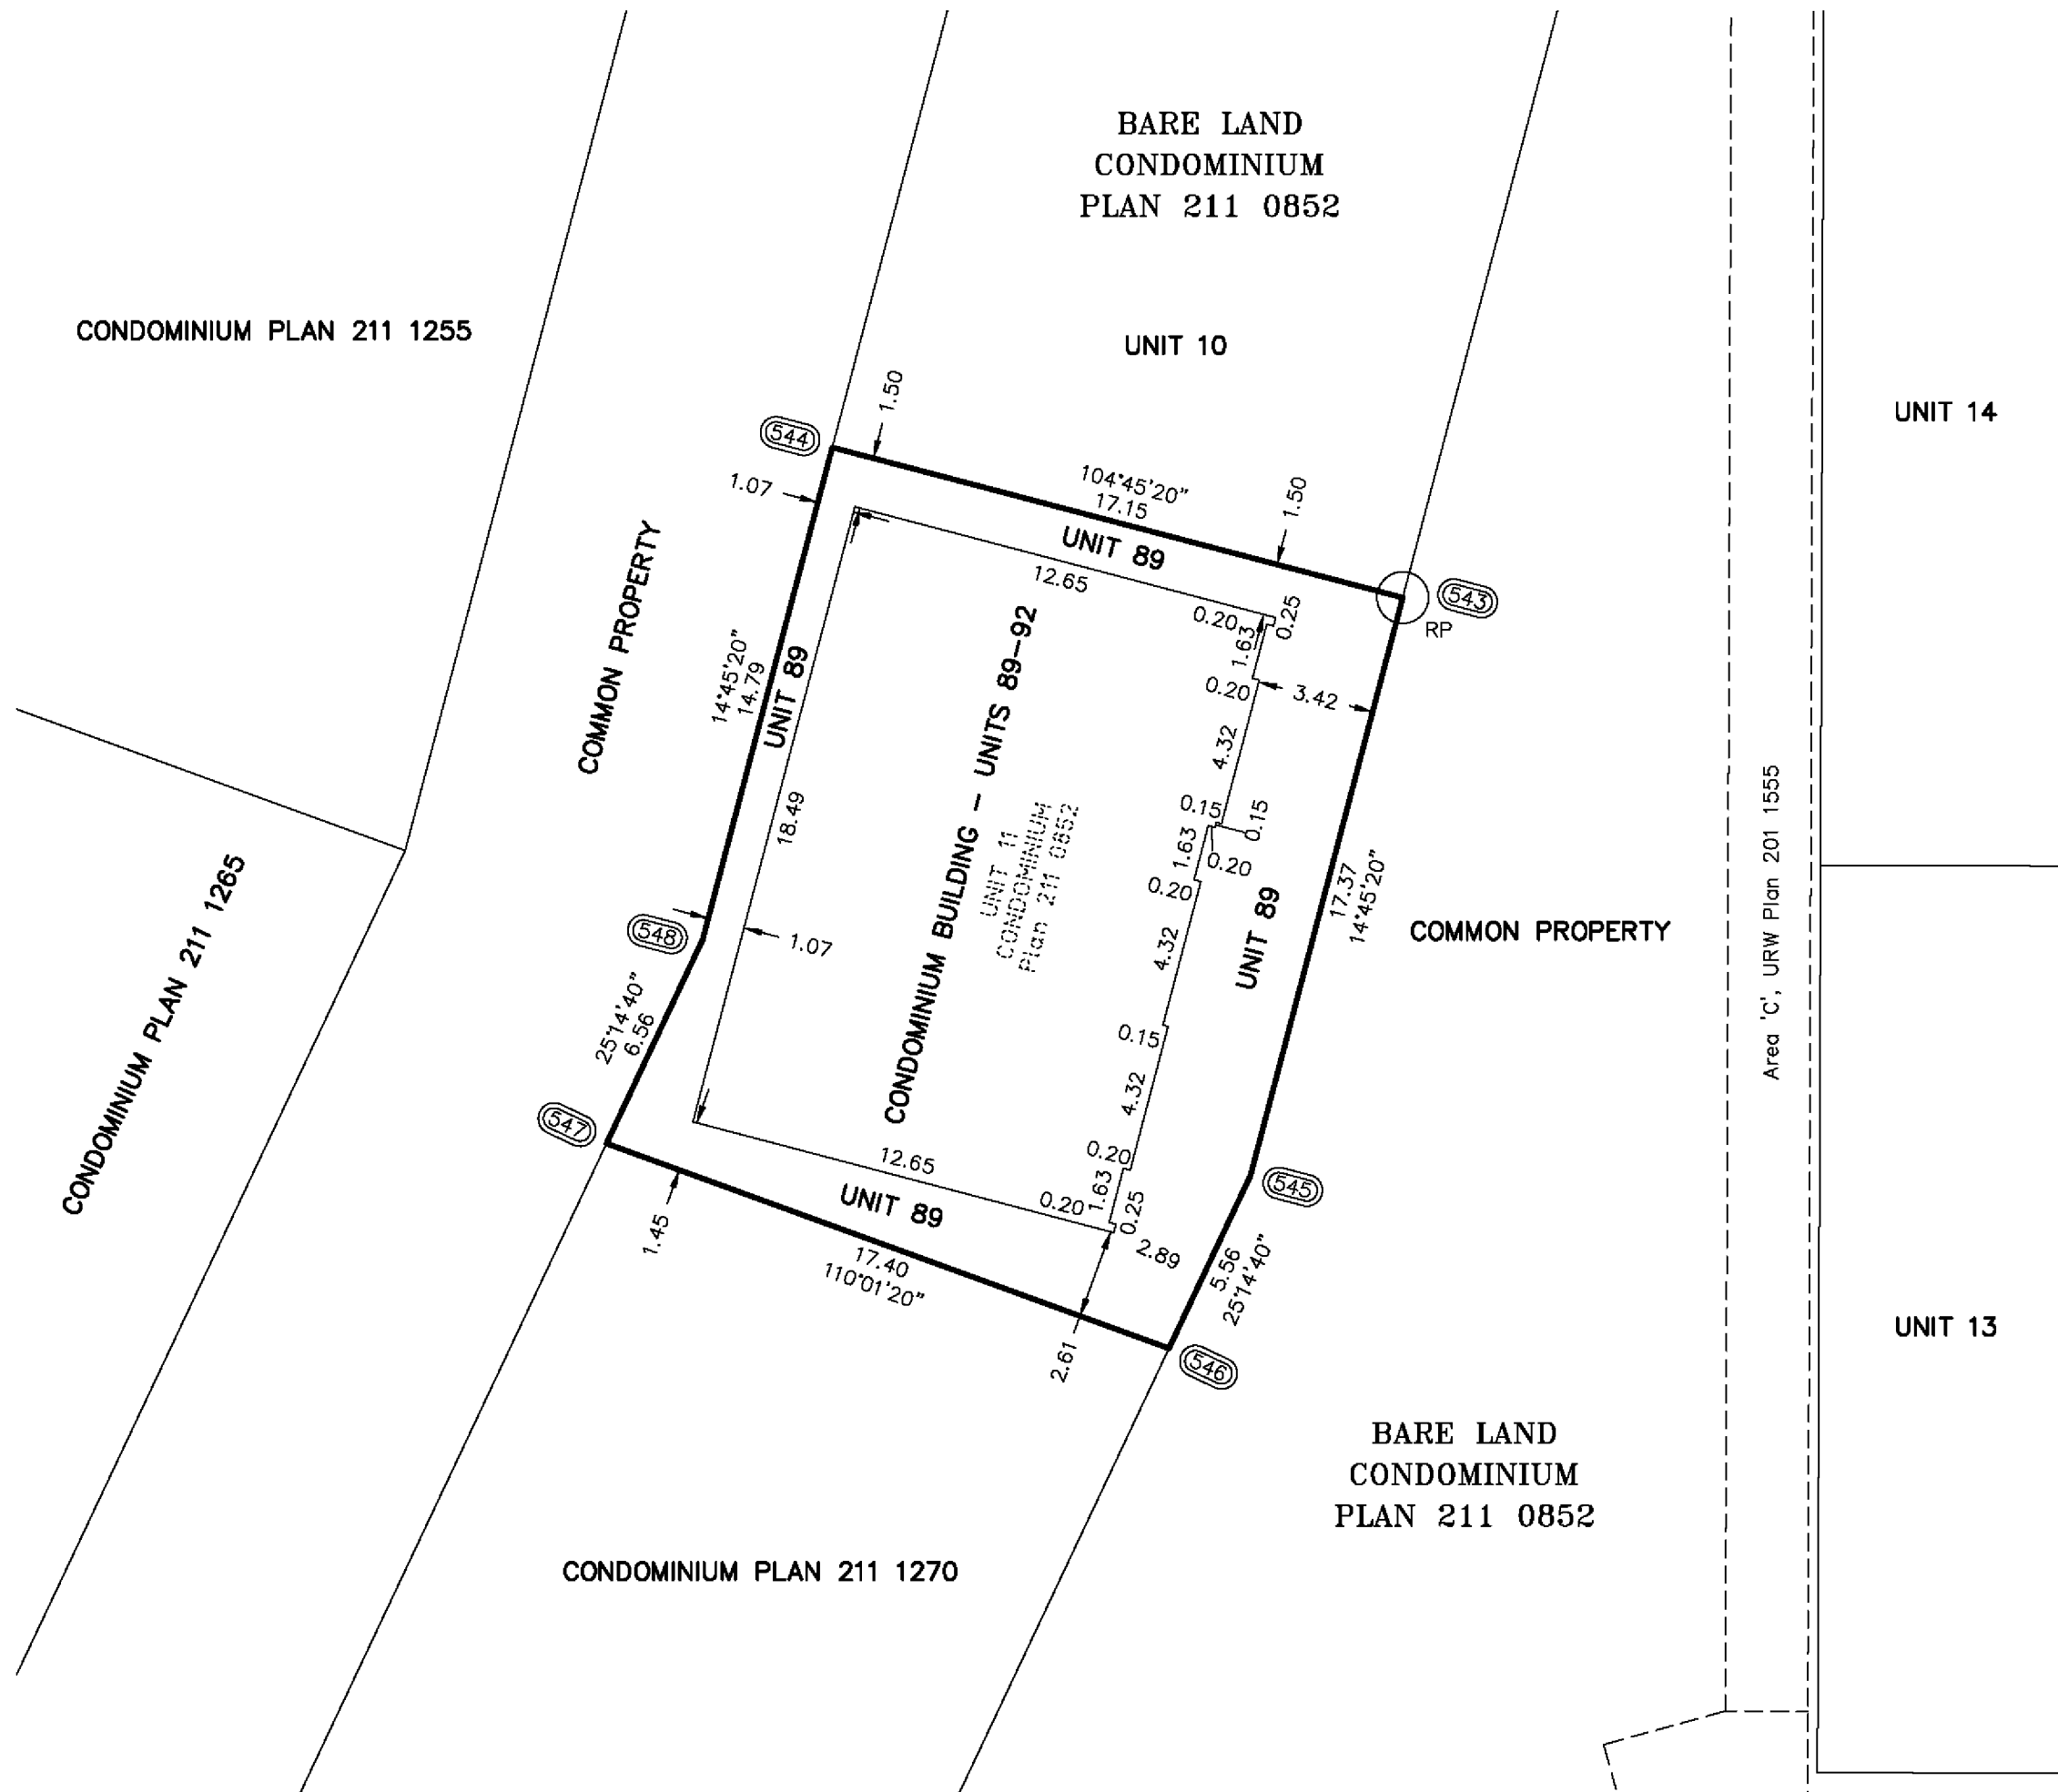 BARE LAND
CONDOMINIUM
PLAN 211 0852
CONDOMINIUM PLAN 211 1255
UNIT 10
UNIT 14
544
1.50
1.07
104°45'20"
17.15
1.50
543
RP
UNIT 89
12.65
0.20
0.25
1.63
0.20
3.42
COMMON PROPERTY
14°45'20"
14.79
UNIT 89
18.49
CONDOMINIUM BUILDING - UNITS 89-92
UNIT 11
CONDOMINIUM
Plan 211 0852
4.32
0.15
0.15
1.63
0.20
0.20
UNIT 89
17.37
14°45'20"
COMMON PROPERTY
Area 'C', URW Plan 201 1555
548
1.07
4.32
0.15
CONDOMINIUM PLAN 211 1265
25°14'40"
6.56
547
4.32
0.20
1.63
0.20
0.25
12.65
UNIT 89
545
2.89
5.56
25°14'40"
1.45
17.40
110°01'20"
2.61
546
UNIT 13
BARE LAND
CONDOMINIUM
PLAN 211 0852
CONDOMINIUM PLAN 211 1270